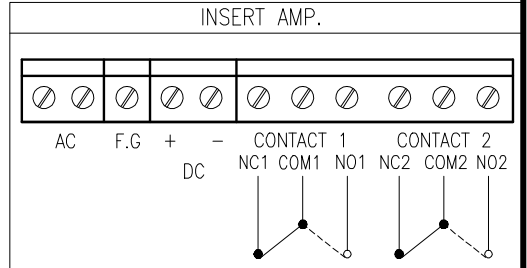 INSERT AMP.
AC F.G + - CONTACT 1 CONTACT 2
DC NC1 COM1 NO1 NC2 COM2 NO2